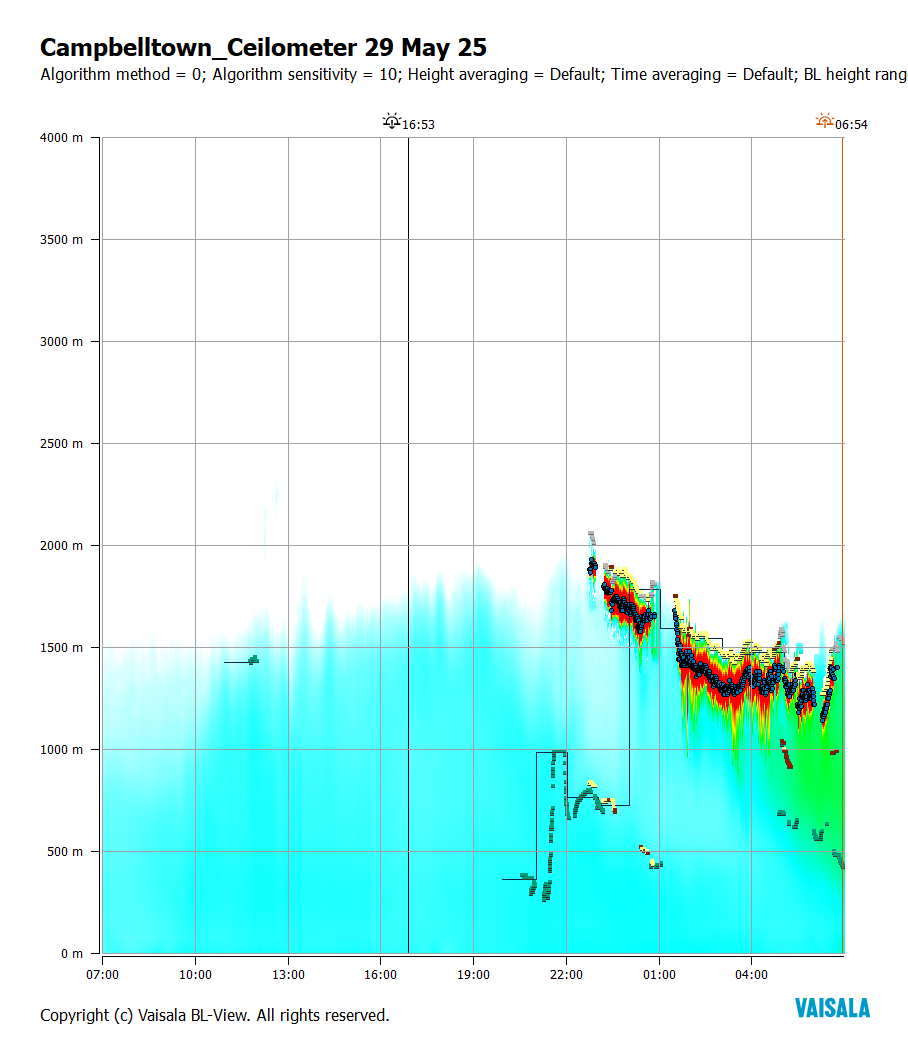 Campbelltown_Ceilometer 29 May 25
Algorithm method = 0; Algorithm sensitivity = 10; Height averaging = Default; Time averaging = Default; BL height rang
16:53 06:54
4000 m
3500 m
3000 m
2500 m
2000 m
1500 m
1000 m
500 m
0 m
07:00 10:00 13:00 16:00 19:00 22:00 01:00 04:00
Copyright (c) Vaisala BL-View. All rights reserved.
VAISALA